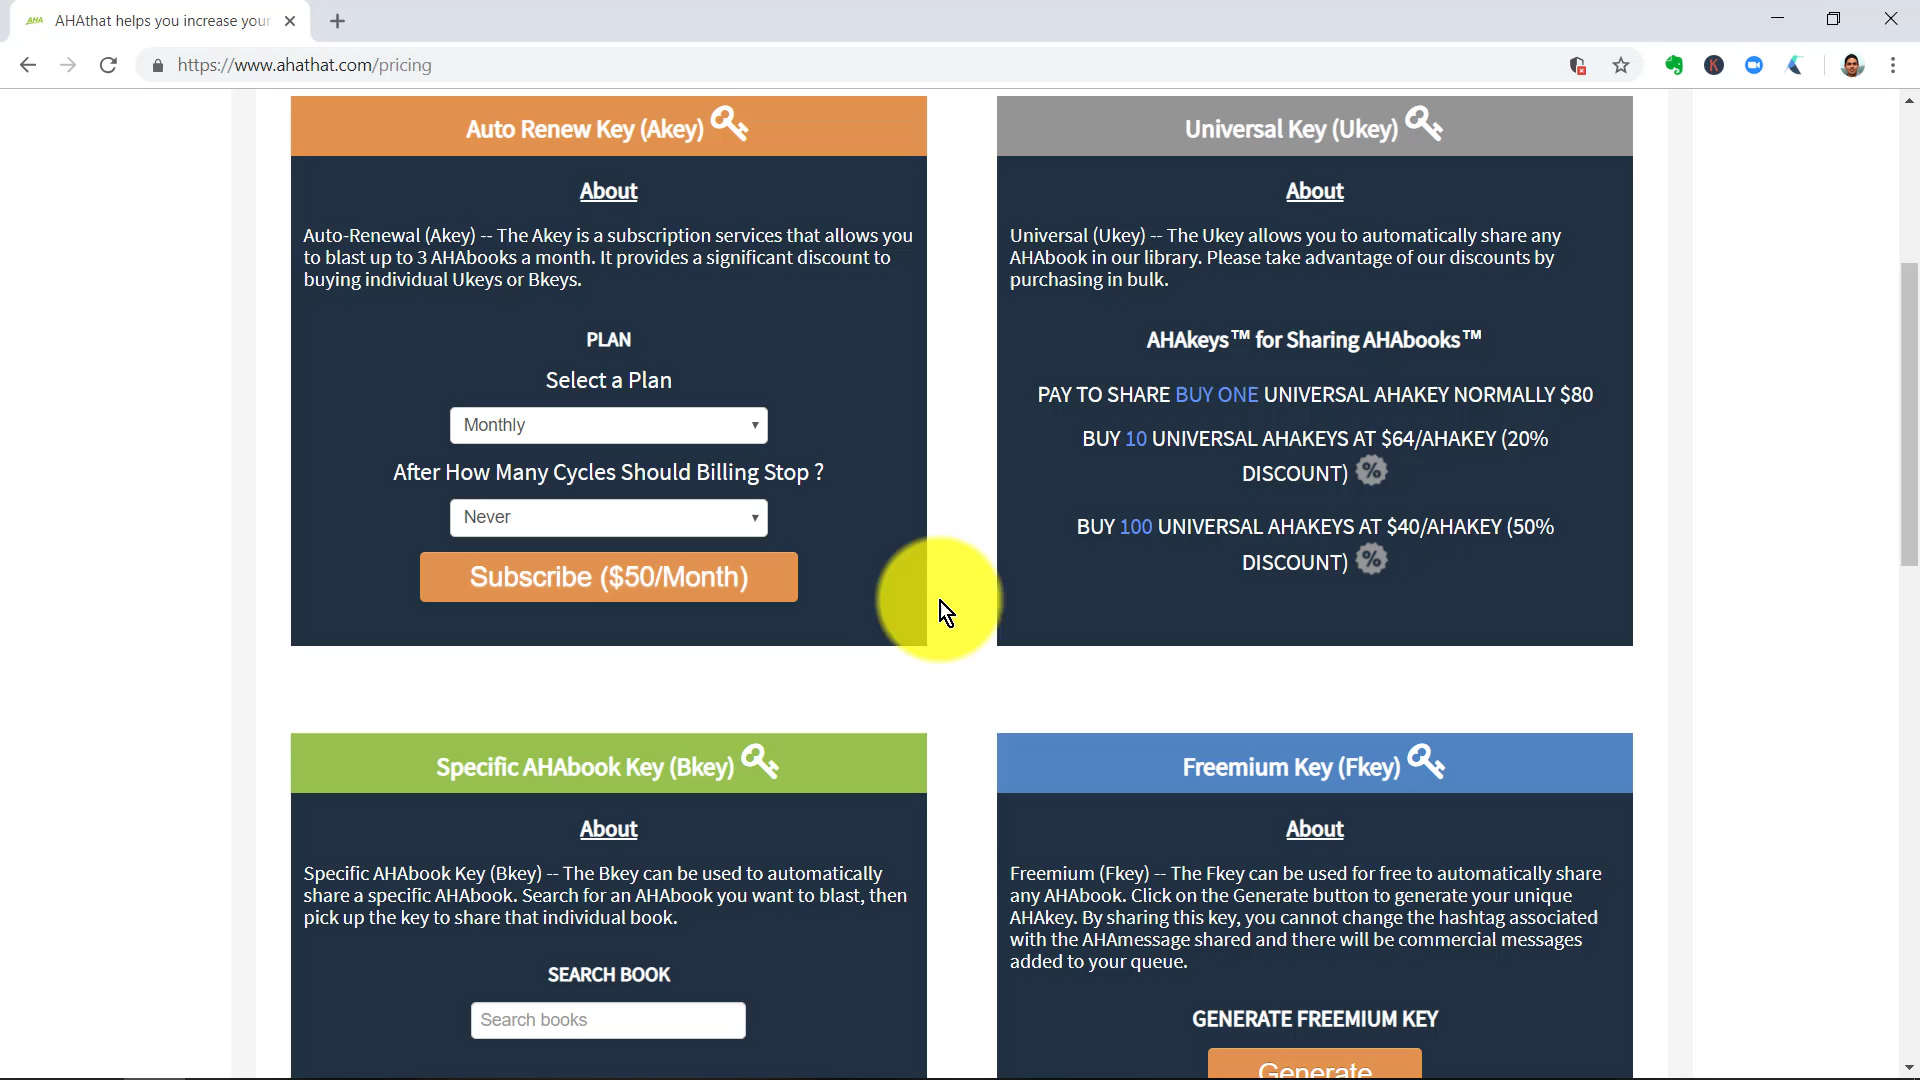 AHA AHAthat helps you increase your
https://www.ahathat.com/pricing
K
Auto Renew Key (Akey)
About
Auto-Renewal (Akey) -- The Akey is a subscription services that allows you
to blast up to 3 AHAbooks a month. It provides a significant discount to
buying individual Ukeys or Bkeys.
PLAN
Select a Plan
Monthly
After How Many Cycles Should Billing Stop ?
Never
Subscribe ($50/Month)
Universal Key (Ukey)
About
Universal (Ukey) -- The Ukey allows you to automatically share any
AHAbook in our library. Please take advantage of our discounts by
purchasing in bulk.
AHAkeys™ for Sharing AHAbooks™
PAY TO SHARE BUY ONE UNIVERSAL AHAKEY NORMALLY $80
BUY 10 UNIVERSAL AHAKEYS AT $64/AHAKEY (20%
DISCOUNT) %
BUY 100 UNIVERSAL AHAKEYS AT $40/AHAKEY (50%
DISCOUNT) %
Specific AHAbook Key (Bkey)
About
Specific AHAbook Key (Bkey) -- The Bkey can be used to automatically
share a specific AHAbook. Search for an AHAbook you want to blast, then
pick up the key to share that individual book.
SEARCH BOOK
Search books
Freemium Key (Fkey)
About
Freemium (Fkey) -- The Fkey can be used for free to automatically share
any AHAbook. Click on the Generate button to generate your unique
AHAkey. By sharing this key, you cannot change the hashtag associated
with the AHAmessage shared and there will be commercial messages
added to your queue.
GENERATE FREEMIUM KEY
Generate